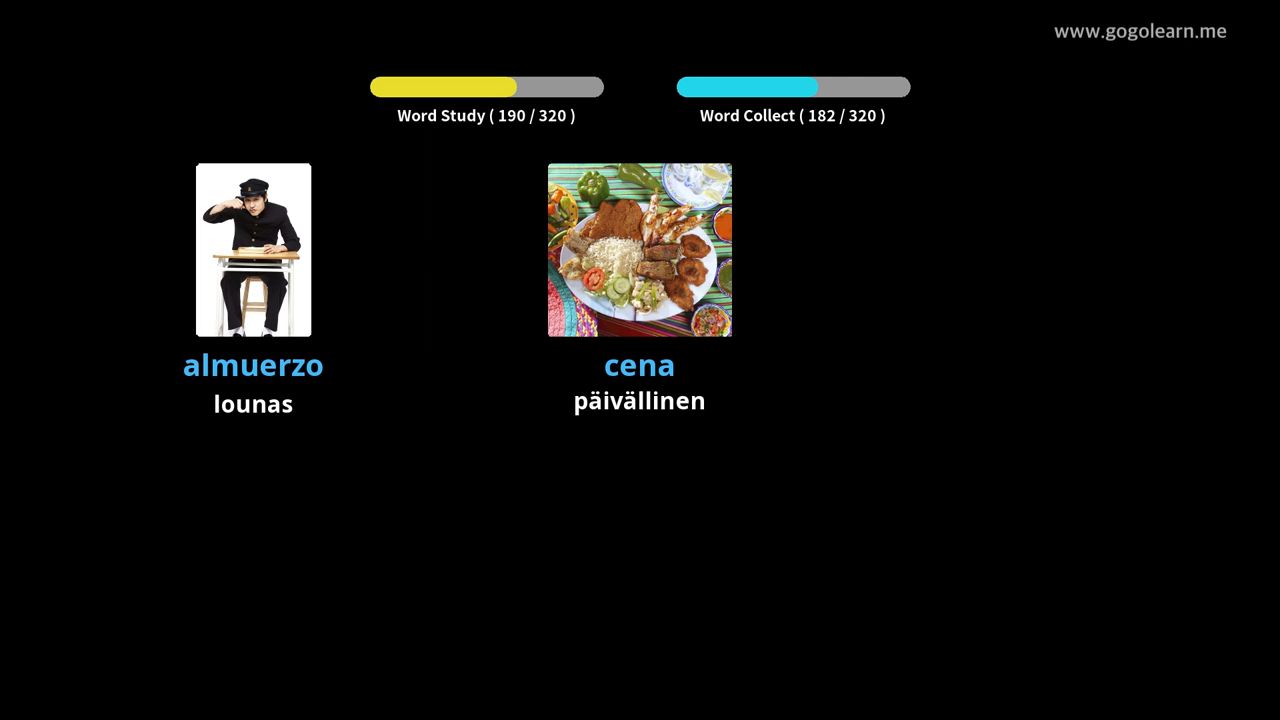 www.gogolearn.me
Word Study ( 190 / 320 )
Word Collect ( 182 / 320 )
almuerzo
lounas
cena
päivällinen